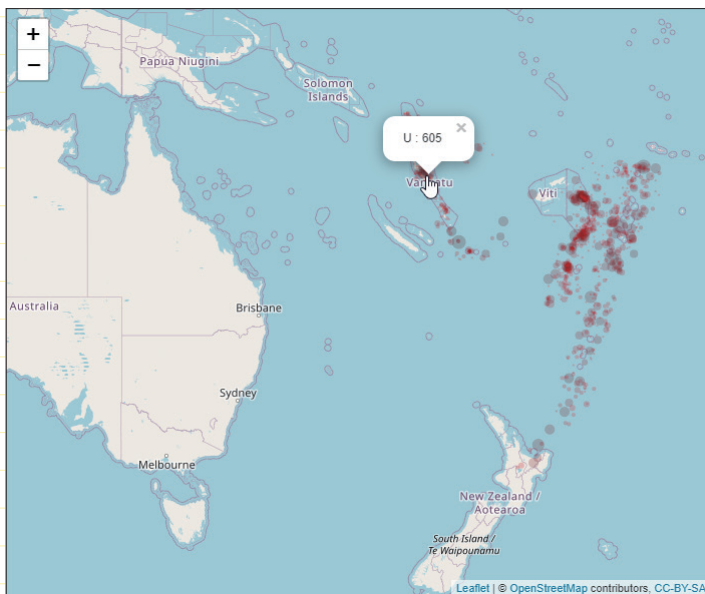 +
−
Papua Niugini
Solomon
Islands
×
U : 605
Vanuatu
Viti
Australia
Brisbane
Sydney
Melbourne
New Zealand /
Aotearoa
South Island /
Te Waipounamu
Leaflet | © OpenStreetMap contributors, CC-BY-SA